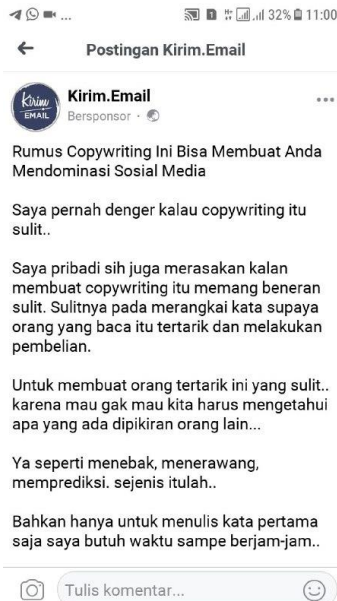 32% 11:00
Postingan Kirim.Email
Kirim
EMAIL
Kirim.Email
Bersponsor ·
Rumus Copywriting Ini Bisa Membuat Anda
Mendominasi Sosial Media
Saya pernah denger kalau copywriting itu
sulit..
Saya pribadi sih juga merasakan kalan
membuat copywriting itu memang beneran
sulit. Sulitnya pada merangkai kata supaya
orang yang baca itu tertarik dan melakukan
pembelian.
Untuk membuat orang tertarik ini yang sulit..
karena mau gak mau kita harus mengetahui
apa yang ada dipikiran orang lain...
Ya seperti menebak, menerawang,
memprediksi. sejenis itulah..
Bahkan hanya untuk menulis kata pertama
saja saya butuh waktu sampe berjam-jam..
Tulis komentar...